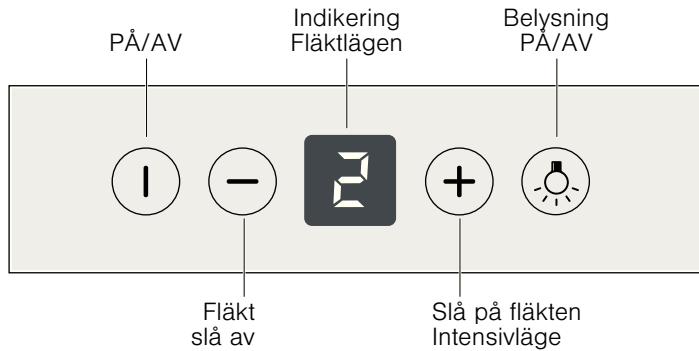 PÅ/AV
Indikering
Fläktlägen
Belysning
PÅ/AV
2
Fläkt
slå av
Slå på fläkten
Intensivläge